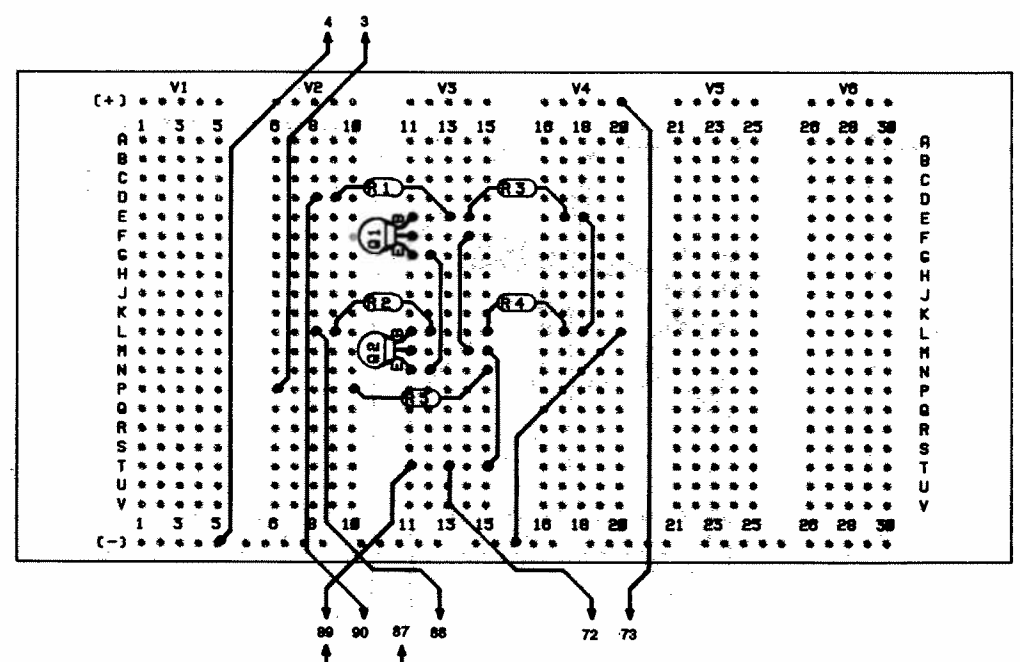 4 3
V1 V2 V3 V4 V5 V6
(+)
1 3 5 6 8 10 11 13 15 16 18 20 21 23 25 26 28 30
A A
B B
C C
D R1 R3 D
E B E
F Q1 F
G E G
H H
J J
K R2 R4 K
L B L
M Q2 M
N E N
P P
Q R5 Q
R R
S S
T T
U U
V V
1 3 5 6 8 10 11 13 15 16 18 20 21 23 25 26 28 30
(-)
89 90 87 88 72 73